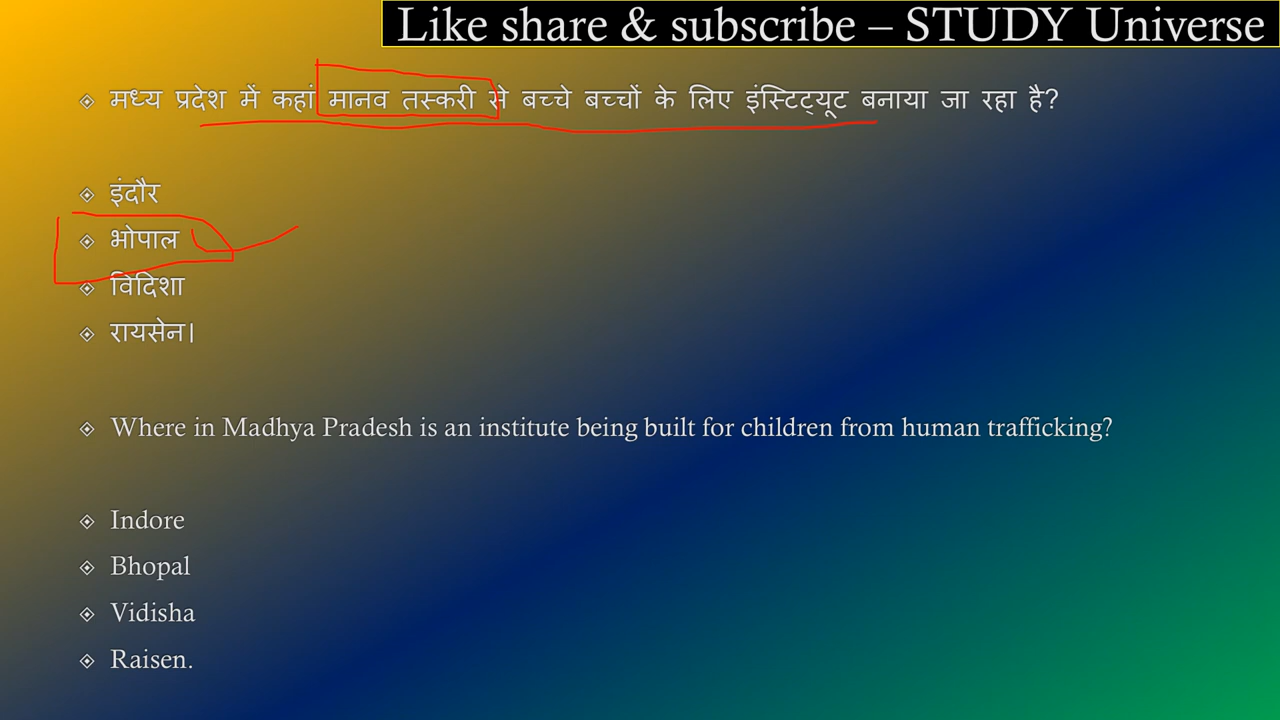 Like share & subscribe – STUDY Universe
मध्य प्रदेश में कहां मानव तस्करी से बच्चे बच्चों के लिए इंस्टिट्यूट बनाया जा रहा है?
इंदौर
भोपाल
विदिशा
रायसेन।
Where in Madhya Pradesh is an institute being built for children from human trafficking?
Indore
Bhopal
Vidisha
Raisen.